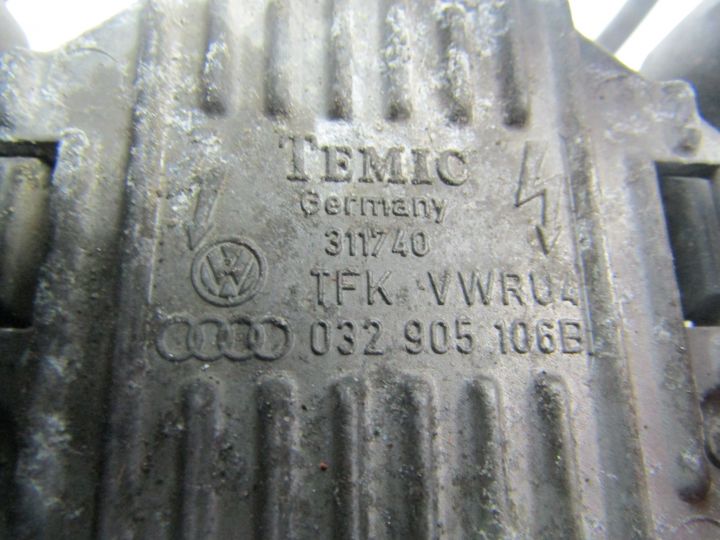 TEMIC
Germany
311740
TFK VWRU4
032 905 106B